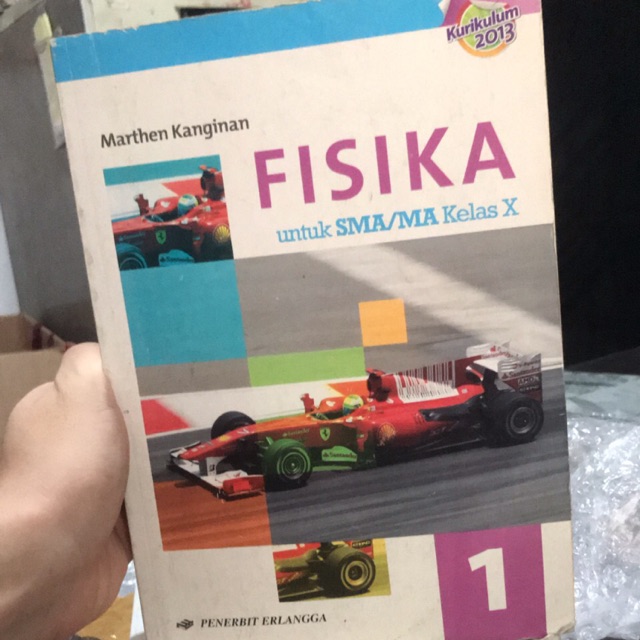 Kurikulum
2013
Marthen Kanginan
FISIKA
untuk SMA/MA Kelas X
1
PENERBIT ERLANGGA